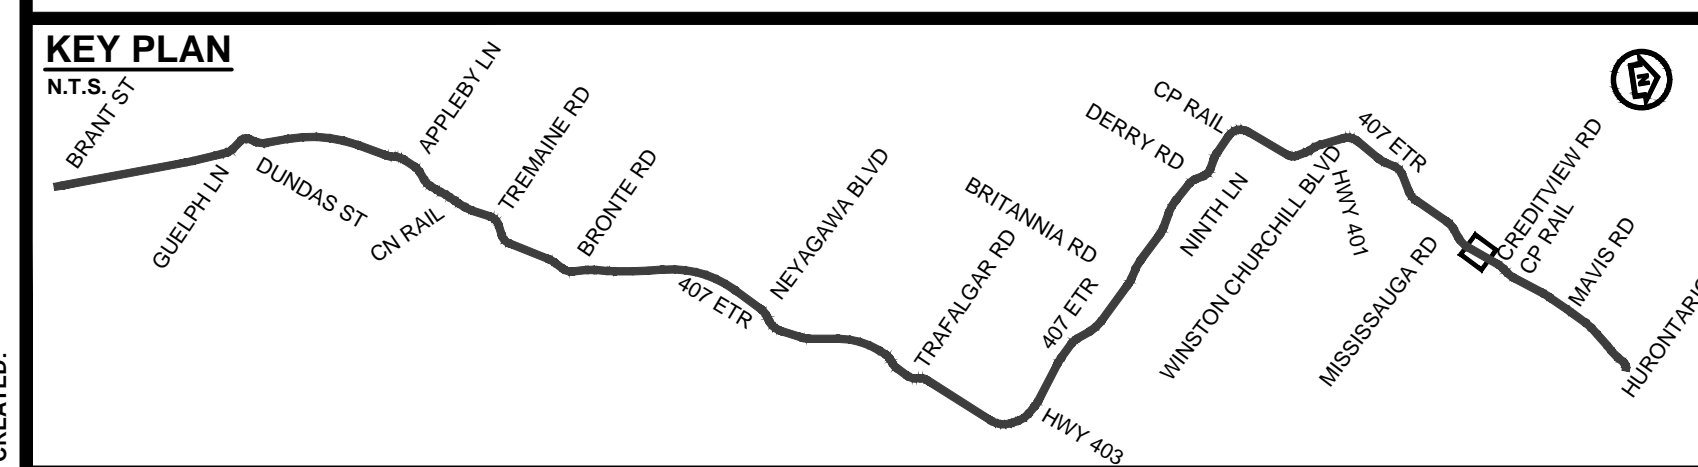 KEY PLAN
N.T.S.
BRANT ST
GUELPH LN
DUNDAS ST
APPLEBY LN
CN RAIL
TREMAINE RD
BRONTE RD
407 ETR
NEYAGAWA BLVD
TRAFALGAR RD
BRITANNIA RD
HWY 403
407 ETR
DERRY RD
CP RAIL
NINTH LN
WINSTON CHURCHILL BLVD
HWY 401
407 ETR
MISSISSAUGA RD
CREDITVIEW RD
CP RAIL
MAVIS RD
HURONTARIO
N
CREATED: